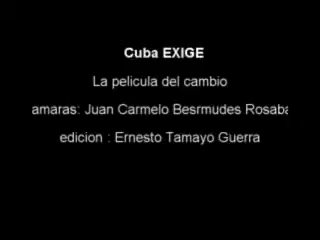 Cuba EXIGE
La pelicula del cambio
amaras: Juan Carmelo Besrmudes Rosaba
edicion : Ernesto Tamayo Guerra